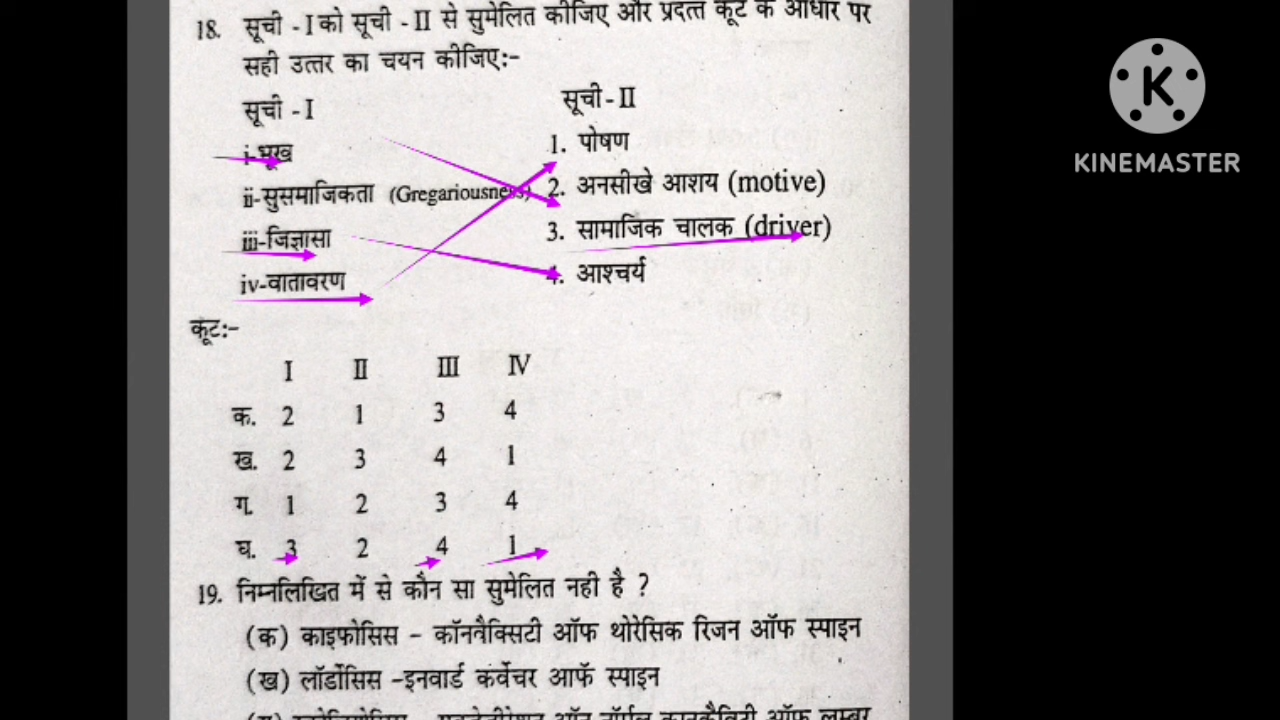 18. सूची - I को सूची - II से सुमेलित कीजिए और प्रदत्त कूट के आधार पर
सही उत्तर का चयन कीजिए:-
सूची - I सूची - II
i-भूख 1. पोषण
ii-सुसमाजिकता (Gregariousness) 2. अनसीखे आशय (motive)
iii-जिज्ञासा 3. सामाजिक चालक (driver)
iv-वातावरण 4. आश्चर्य
कूट:-
I II III IV
क. 2 1 3 4
ख. 2 3 4 1
ग. 1 2 3 4
घ. 3 2 4 1
19. निम्नलिखित में से कौन सा सुमेलित नही है ?
(क) काइफोसिस - कॉनवैक्सिटी ऑफ थोरेसिक रिजन ऑफ स्पाइन
(ख) लॉर्डोसिस -इनवार्ड कंर्वेचर आफॅ स्पाइन
K
KINEMASTER